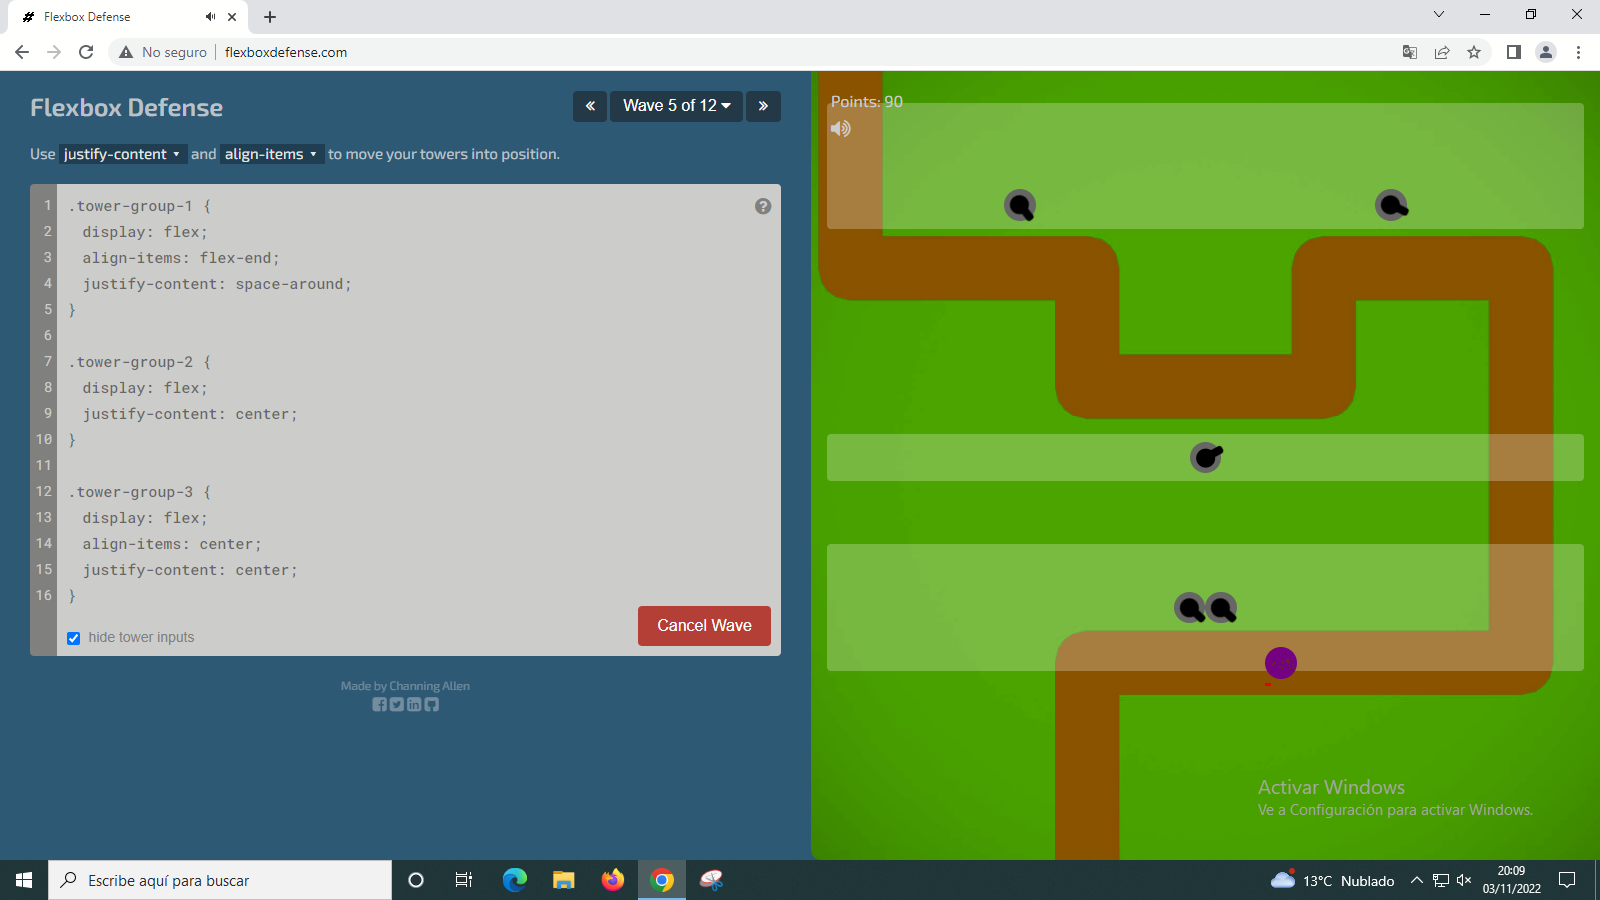 Flexbox Defense
No seguro
flexboxdefense.com
Flexbox Defense
« Wave 5 of 12 »
Use justify-content and align-items to move your towers into position.
1 .tower-group-1 {
2 display: flex;
3 align-items: flex-end;
4 justify-content: space-around;
5 }
6
7 .tower-group-2 {
8 display: flex;
9 justify-content: center;
10 }
11
12 .tower-group-3 {
13 display: flex;
14 align-items: center;
15 justify-content: center;
16 }
hide tower inputs
Cancel Wave
Made by Channing Allen
Points: 90
Activar Windows
Ve a Configuración para activar Windows.
Escribe aquí para buscar
13°C Nublado
20:09
03/11/2022